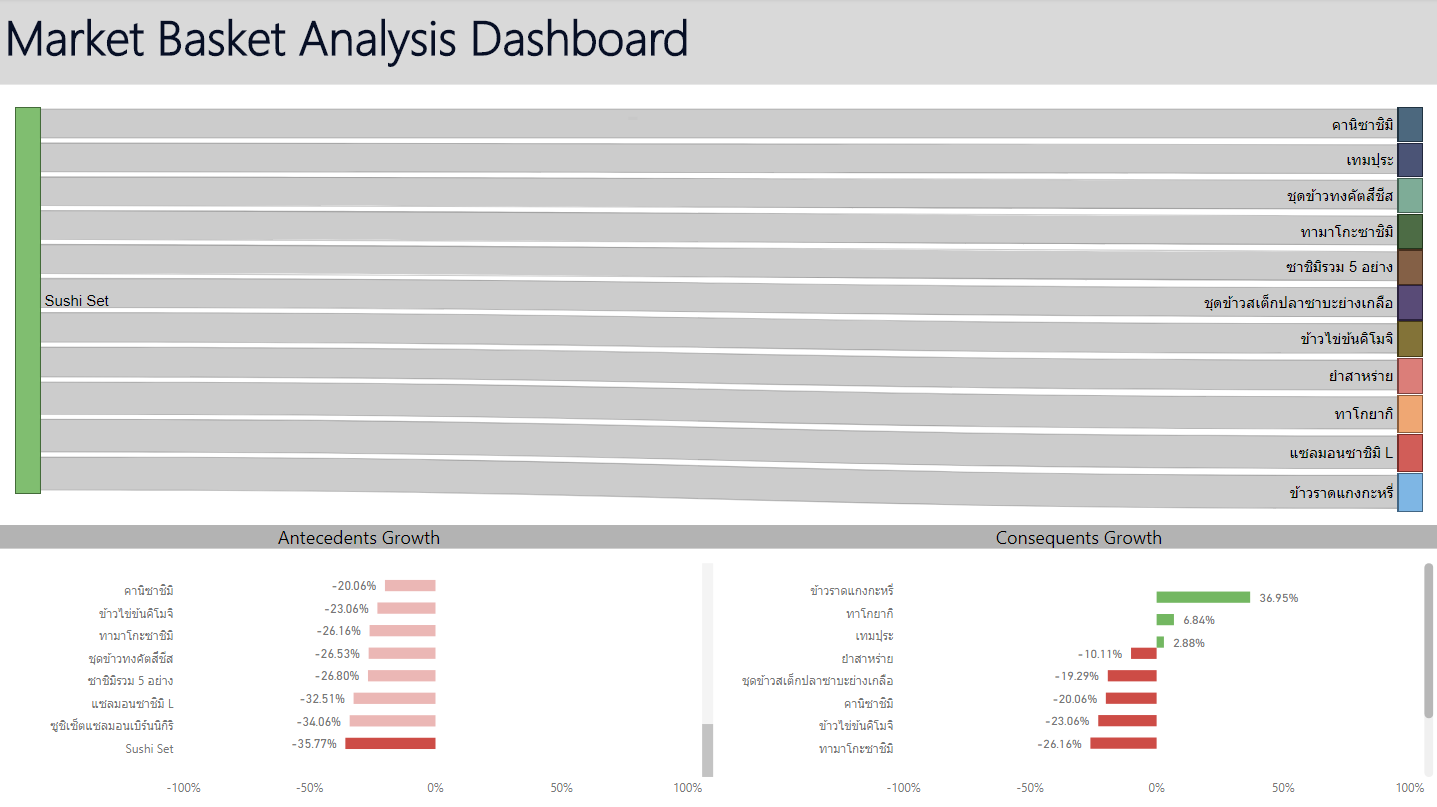 Market Basket Analysis Dashboard
คานิซาชิมิ
เทมปุระ
ชุดข้าวทงคัตสึชีส
ทามาโกะซาชิมิ
ซาชิมิรวม 5 อย่าง
Sushi Set
ชุดข้าวสเต็กปลาซาบะย่างเกลือ
ข้าวไข่ข้นคิโมจิ
ยำสาหร่าย
ทาโกยากิ
แซลมอนซาชิมิ L
ข้าวราดแกงกะหรี่
Antecedents Growth
คานิซาชิมิ -20.06%
ข้าวไข่ข้นคิโมจิ -23.06%
ทามาโกะซาชิมิ -26.16%
ชุดข้าวทงคัตสึชีส -26.53%
ซาชิมิรวม 5 อย่าง -26.80%
แซลมอนซาชิมิ L -32.51%
ซูชิเซ็ตแซลมอนเบิร์นนิกิริ -34.06%
Sushi Set -35.77%
-100% -50% 0% 50% 100%
Consequents Growth
ข้าวราดแกงกะหรี่ 36.95%
ทาโกยากิ 6.84%
เทมปุระ 2.88%
ยำสาหร่าย -10.11%
ชุดข้าวสเต็กปลาซาบะย่างเกลือ -19.29%
คานิซาชิมิ -20.06%
ข้าวไข่ข้นคิโมจิ -23.06%
ทามาโกะซาชิมิ -26.16%
-100% -50% 0% 50% 100%